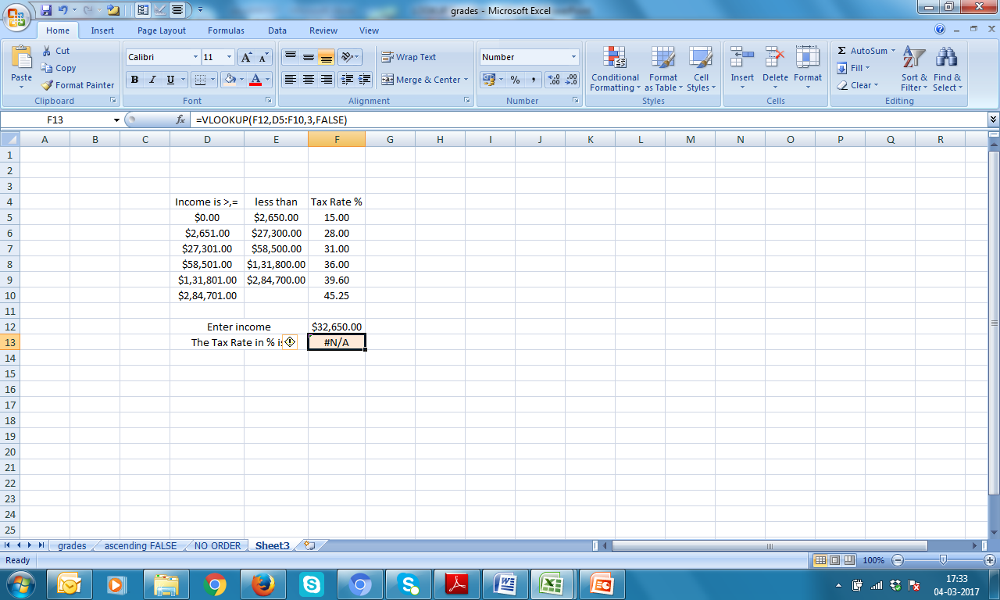 grades - Microsoft Excel
Home Insert Page Layout Formulas Data Review View
Paste Cut Copy Format Painter
Calibri 11
B I U
Wrap Text
Merge & Center
Number
%
Conditional Formatting Format as Table Cell Styles
Insert Delete Format
Σ AutoSum Fill Clear
Sort & Filter Find & Select
Clipboard Font Alignment Number Styles Cells Editing
F13 fx =VLOOKUP(F12,D5:F10,3,FALSE)
A B C D E F G H I J K L M N O P Q R
1
2
3
4 Income is >,= less than Tax Rate %
5 $0.00 $2,650.00 15.00
6 $2,651.00 $27,300.00 28.00
7 $27,301.00 $58,500.00 31.00
8 $58,501.00 $1,31,800.00 36.00
9 $1,31,801.00 $2,84,700.00 39.60
10 $2,84,701.00 45.25
11
12 Enter income $32,650.00
13 The Tax Rate in % is #N/A
14
15
16
17
18
19
20
21
22
23
24
25
grades ascending FALSE NO ORDER Sheet3
Ready 100%
17:33
04-03-2017